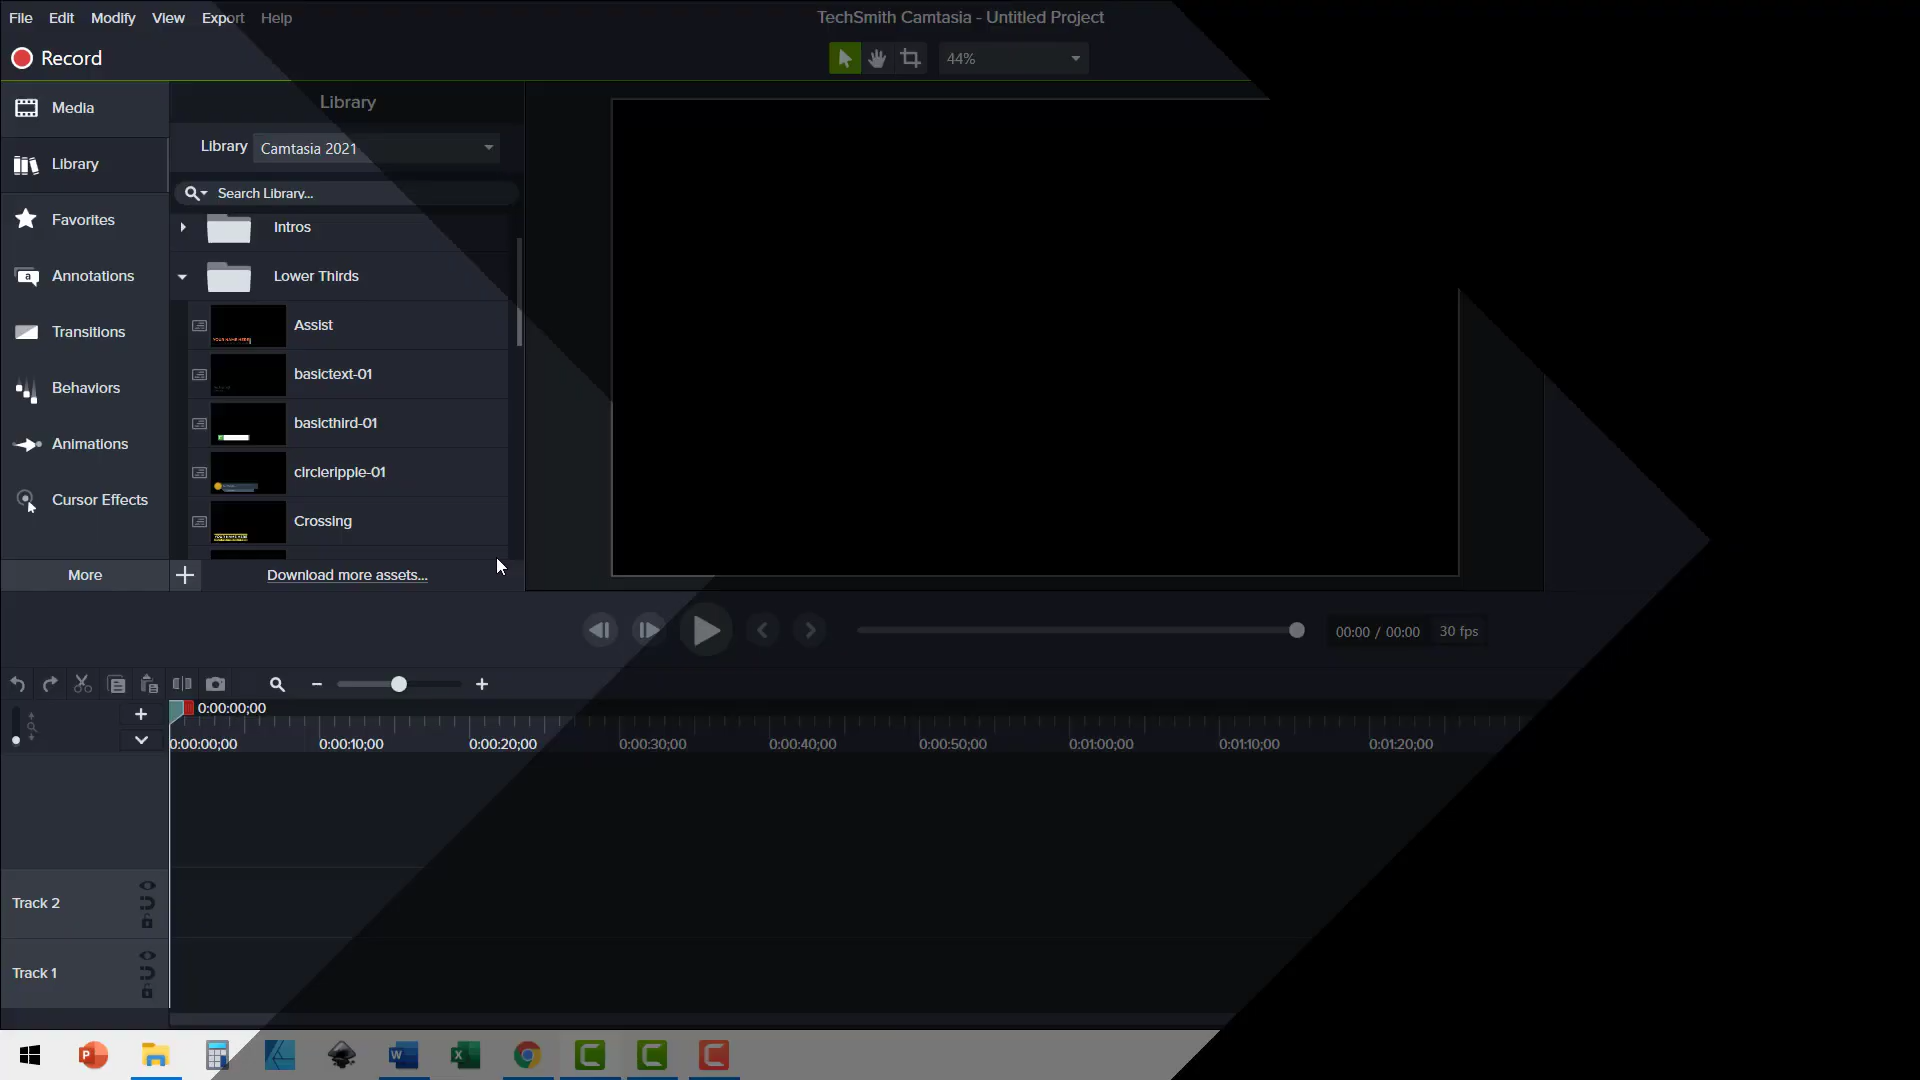 File Edit Modify View Export Help
TechSmith Camtasia - Untitled Project
Record
44%
Media
Library
Favorites
Annotations
Transitions
Behaviors
Animations
Cursor Effects
More
Library
Library Camtasia 2021
Search Library...
Intros
Lower Thirds
Assist
basictext-01
basicthird-01
circleripple-01
Crossing
Download more assets...
00:00 / 00:00 30 fps
0:00:00;00
0:00:00;00 0:00:10;00 0:00:20;00 0:00:30;00 0:00:40;00 0:00:50;00 0:01:00;00 0:01:10;00 0:01:20;00
Track 2
Track 1